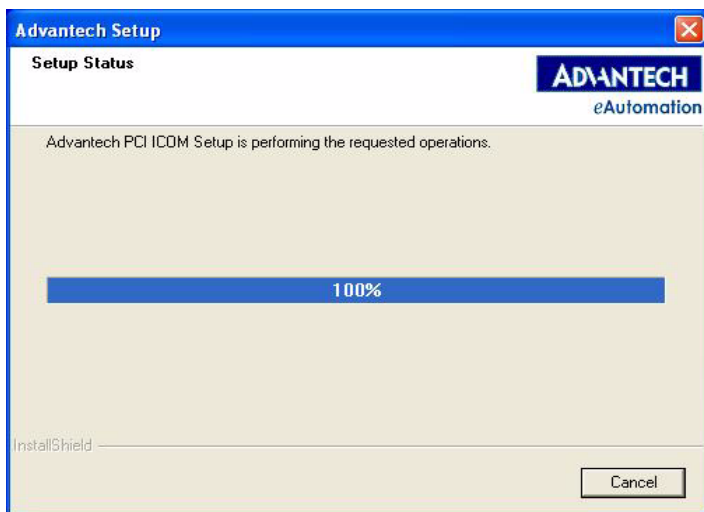 Advantech Setup
Setup Status
ADVANTECH
eAutomation
Advantech PCI ICOM Setup is performing the requested operations.
100%
InstallShield
Cancel